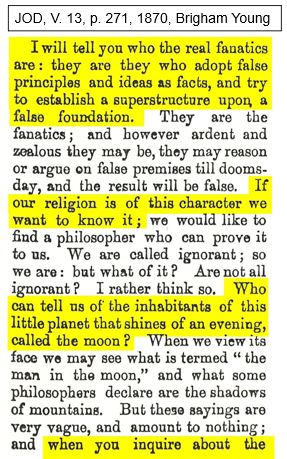 JOD, V. 13, p. 271, 1870, Brigham Young
I will tell you who the real fanatics
are: they are they who adopt false
principles and ideas as facts, and try
to establish a superstructure upon a
false foundation. They are the
fanatics; and however ardent and
zealous they may be, they may reason
or argue on false premises till dooms-
day, and the result will be false. If
our religion is of this character we
want to know it; we would like to
find a philosopher who can prove it
to us. We are called ignorant; so
we are: but what of it? Are not all
ignorant? I rather think so. Who
can tell us of the inhabitants of this
little planet that shines of an evening,
called the moon? When we view its
face we may see what is termed "the
man in the moon," and what some
philosophers declare are the shadows
of mountains. But these sayings are
very vague, and amount to nothing;
and when you inquire about the